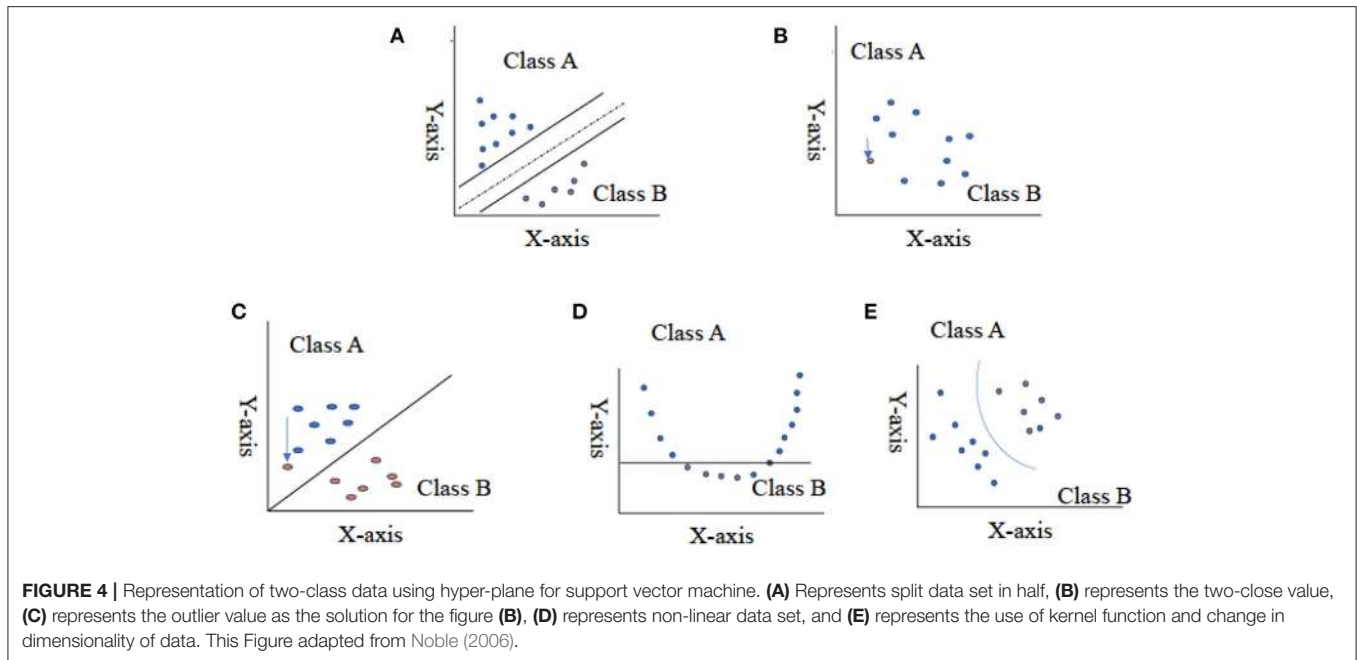 A
Class A
Y-axis
Class B
X-axis
B
Class A
Y-axis
Class B
X-axis
C
Class A
Y-axis
Class B
X-axis
D
Class A
Y-axis
Class B
X-axis
E
Class A
Y-axis
Class B
X-axis
FIGURE 4 | Representation of two-class data using hyper-plane for support vector machine. (A) Represents split data set in half, (B) represents the two-close value,
(C) represents the outlier value as the solution for the figure (B), (D) represents non-linear data set, and (E) represents the use of kernel function and change in
dimensionality of data. This Figure adapted from Noble (2006).